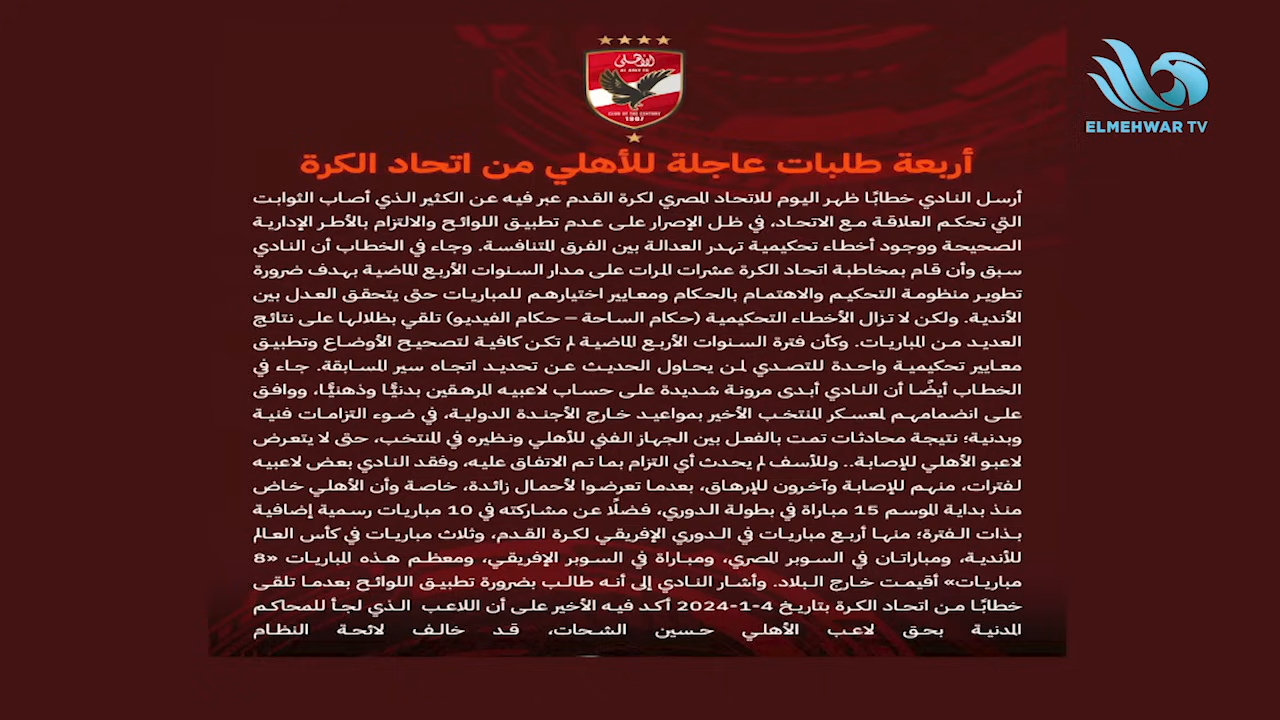 الأهلي
AL AHLY FC
CLUB OF THE CENTURY
1907
ELMEHWAR TV
أربعة طلبات عاجلة للأهلي من اتحاد الكرة
أرسل النادي خطابًا ظهر اليوم للاتحاد المصري لكرة القدم عبر فيه عن الكثير الذي أصاب الثوابت
التي تحكم العلاقة مع الاتحاد، في ظل الإصرار على عدم تطبيق اللوائح والالتزام بالأطر الإدارية
الصحيحة ووجود أخطاء تحكيمية تهدر العدالة بين الفرق المتنافسة. وجاء في الخطاب أن النادي
سبق وأن قام بمخاطبة اتحاد الكرة عشرات المرات على مدار السنوات الأربع الماضية بهدف ضرورة
تطوير منظومة التحكيم والاهتمام بالحكام ومعايير اختيارهم للمباريات حتى يتحقق العدل بين
الأندية. ولكن لا تزال الأخطاء التحكيمية (حكام الساحة – حكام الفيديو) تلقي بظلالها على نتائج
العديد من المباريات. وكأن فترة السنوات الأربع الماضية لم تكن كافية لتصحيح الأوضاع وتطبيق
معايير تحكيمية واحدة للتصدي لمن يحاول الحديث عن تحديد اتجاه سير المسابقة. جاء في
الخطاب أيضًا أن النادي أبدى مرونة شديدة على حساب لاعبيه المرهقين بدنيًّا وذهنيًّا، ووافق
على انضمامهم لمعسكر المنتخب الأخير بمواعيد خارج الأجندة الدولية، في ضوء التزامات فنية
وبدنية؛ نتيجة محادثات تمت بالفعل بين الجهاز الفني للأهلي ونظيره في المنتخب، حتى لا يتعرض
لاعبو الأهلي للإصابة.. وللأسف لم يحدث أي التزام بما تم الاتفاق عليه، وفقد النادي بعض لاعبيه
لفترات، منهم للإصابة وآخرون للإرهاق، بعدما تعرضوا لأحمال زائدة، خاصة وأن الأهلي خاض
منذ بداية الموسم 15 مباراة في بطولة الدوري، فضلًا عن مشاركته في 10 مباريات رسمية إضافية
بذات الفترة؛ منها أربع مباريات في الدوري الإفريقي لكرة القدم، وثلاث مباريات في كأس العالم
للأندية، ومباراتان في السوبر المصري، ومباراة في السوبر الإفريقي، ومعظم هذه المباريات «8
مباريات» أقيمت خارج البلاد. وأشار النادي إلى أنه طالب بضرورة تطبيق اللوائح بعدما تلقى
خطابًا من اتحاد الكرة بتاريخ 4-1-2024 أكد فيه الأخير على أن اللاعب الذي لجأ للمحاكم
المدنية بحق لاعب الأهلي حسين الشحات، قد خالف لائحة النظام